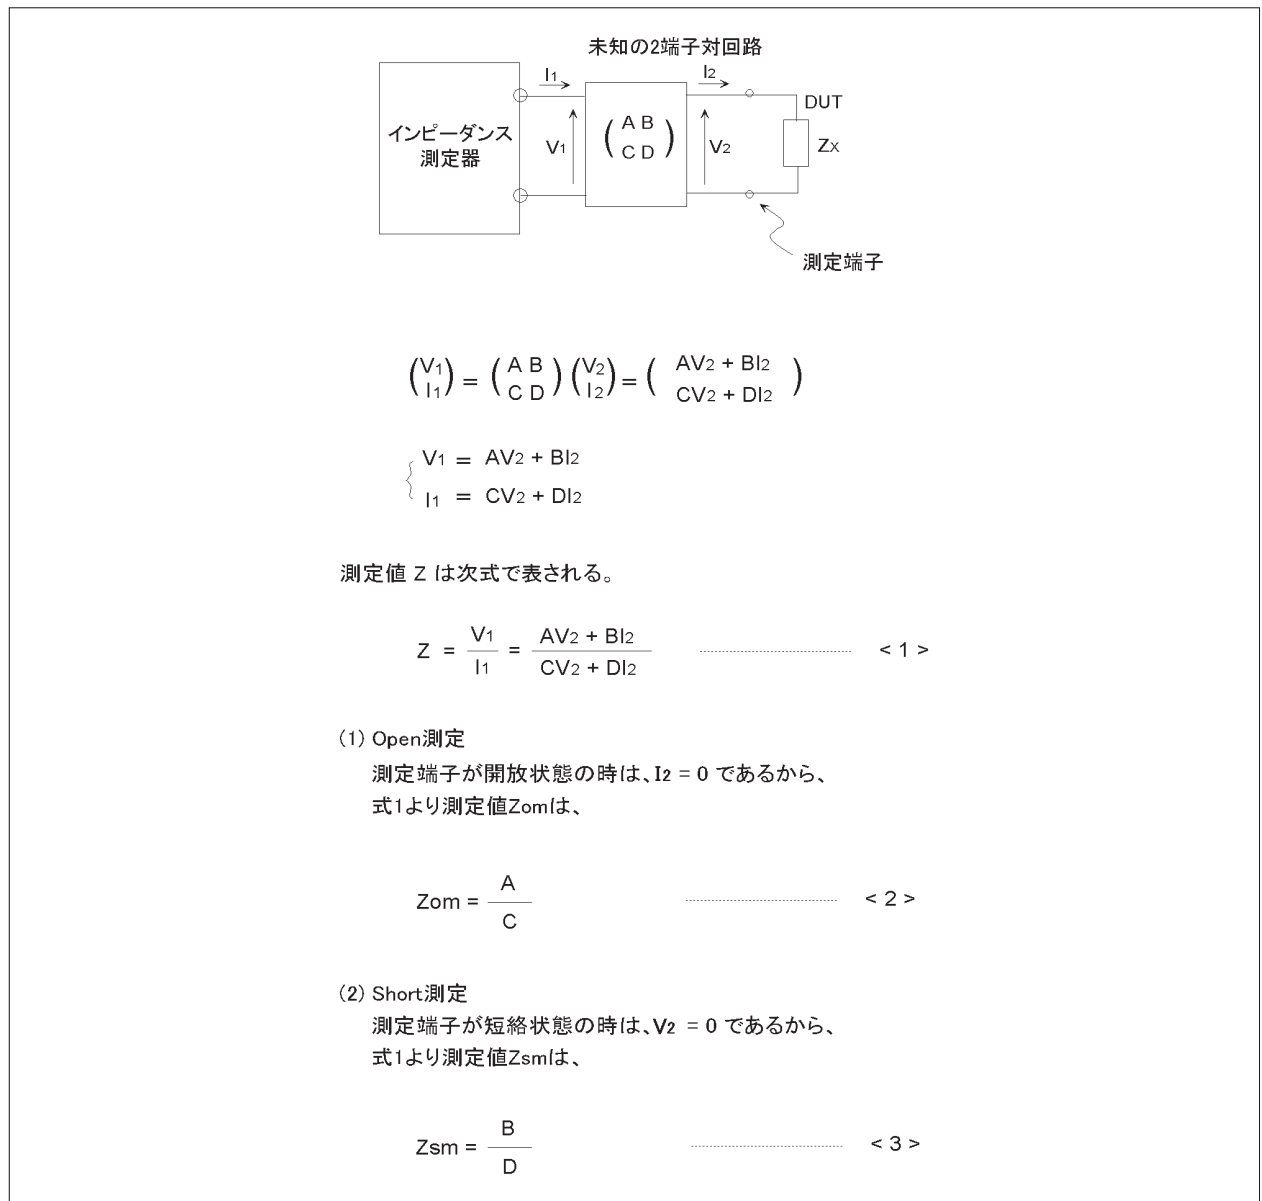 未知の2端子対回路
I1
I2
DUT
インピーダンス
測定器
V1
A B
C D
V2
Zx
測定端子
(V1 I1) = (A B C D) (V2 I2) = (AV2 + BI2 CV2 + DI2)
V1 = AV2 + BI2
I1 = CV2 + DI2
測定値 Z は次式で表される。
Z = V1/I1 = (AV2 + BI2)/(CV2 + DI2) < 1 >
(1) Open測定
測定端子が開放状態の時は、I2 = 0 であるから、
式1より測定値Zomは、
Zom = A/C < 2 >
(2) Short測定
測定端子が短絡状態の時は、V2 = 0 であるから、
式1より測定値Zsmは、
Zsm = B/D < 3 >